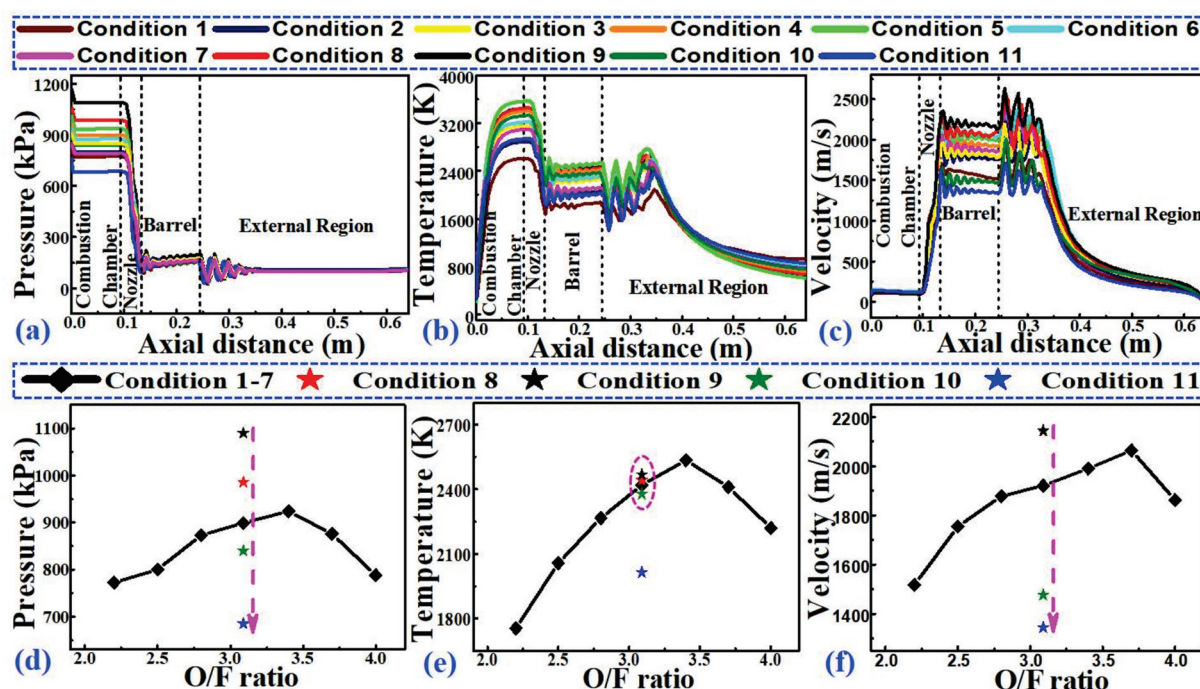 Condition 1 Condition 2 Condition 3 Condition 4 Condition 5 Condition 6
Condition 7 Condition 8 Condition 9 Condition 10 Condition 11
Pressure (kPa)
1200
1050
900
750
600
450
300
150
0
Combustion
Chamber
Nozzle
Barrel
External Region
0.0 0.1 0.2 0.3 0.4 0.5 0.6
Axial distance (m)
(a)
Temperature (K)
4000
3200
2400
1600
800
0
Combustion
Chamber
Nozzle
Barrel
External Region
0.0 0.1 0.2 0.3 0.4 0.5 0.6
Axial distance (m)
(b)
Velocity (m/s)
2500
2000
1500
1000
500
0
Combustion
Chamber
Nozzle
Barrel
External Region
0.0 0.1 0.2 0.3 0.4 0.5 0.6
Axial distance (m)
(c)
Condition 1-7 Condition 8 Condition 9 Condition 10 Condition 11
Pressure (kPa)
1100
1000
900
800
700
2.0 2.5 3.0 3.5 4.0
O/F ratio
(d)
Temperature (K)
2700
2400
2100
1800
2.0 2.5 3.0 3.5 4.0
O/F ratio
(e)
Velocity (m/s)
2200
2000
1800
1600
1400
2.0 2.5 3.0 3.5 4.0
O/F ratio
(f)